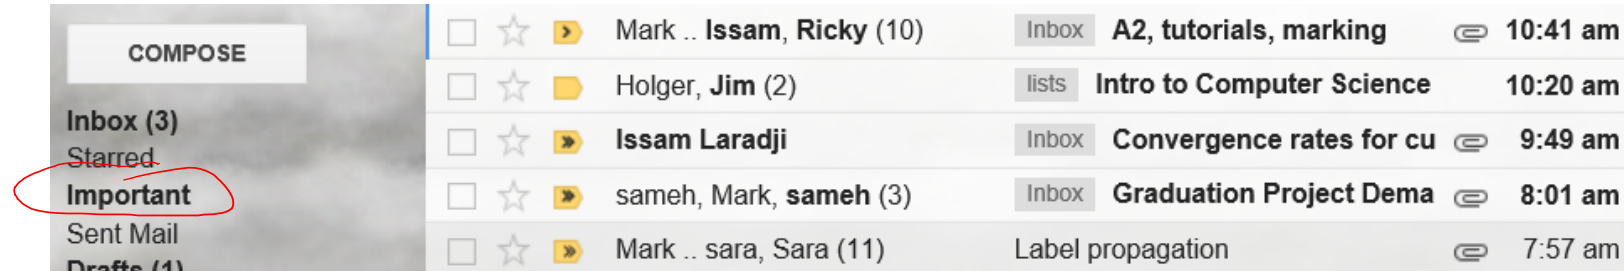 COMPOSE
Inbox (3)
Starred
Important
Sent Mail
Drafts (1)
Mark .. Issam, Ricky (10) Inbox A2, tutorials, marking 10:41 am
Holger, Jim (2) lists Intro to Computer Science 10:20 am
Issam Laradji Inbox Convergence rates for cu 9:49 am
sameh, Mark, sameh (3) Inbox Graduation Project Dema 8:01 am
Mark .. sara, Sara (11) Label propagation 7:57 am